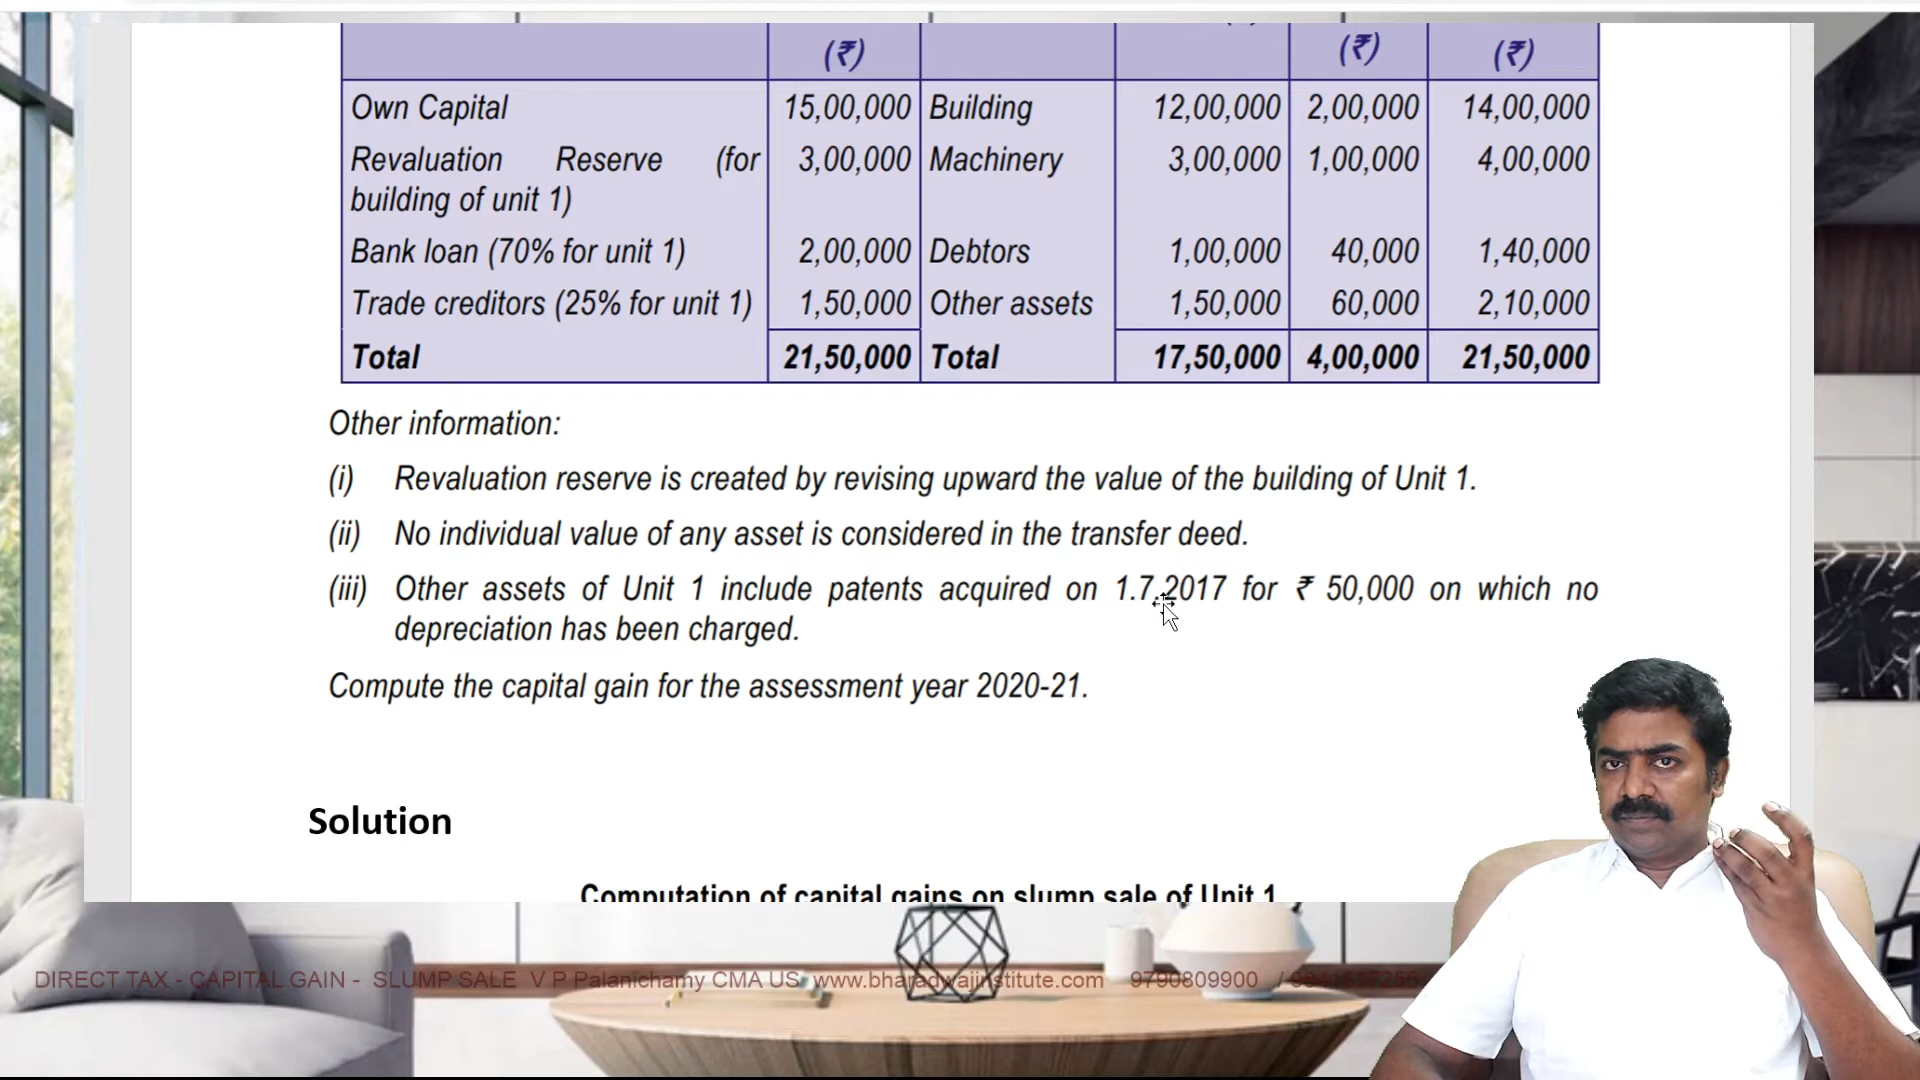 (₹) (₹) (₹)
Own Capital 15,00,000 Building 12,00,000 2,00,000 14,00,000
Revaluation Reserve (for 3,00,000 Machinery 3,00,000 1,00,000 4,00,000
building of unit 1)
Bank loan (70% for unit 1) 2,00,000 Debtors 1,00,000 40,000 1,40,000
Trade creditors (25% for unit 1) 1,50,000 Other assets 1,50,000 60,000 2,10,000
Total 21,50,000 Total 17,50,000 4,00,000 21,50,000
Other information:
(i) Revaluation reserve is created by revising upward the value of the building of Unit 1.
(ii) No individual value of any asset is considered in the transfer deed.
(iii) Other assets of Unit 1 include patents acquired on 1.7.2017 for ₹ 50,000 on which no
depreciation has been charged.
Compute the capital gain for the assessment year 2020-21.
Solution
Computation of capital gains on slump sale of Unit 1
DIRECT TAX - CAPITAL GAIN - SLUMP SALE V P Palanichamy CMA US www.bharadwajinstitute.com 9790809900 /